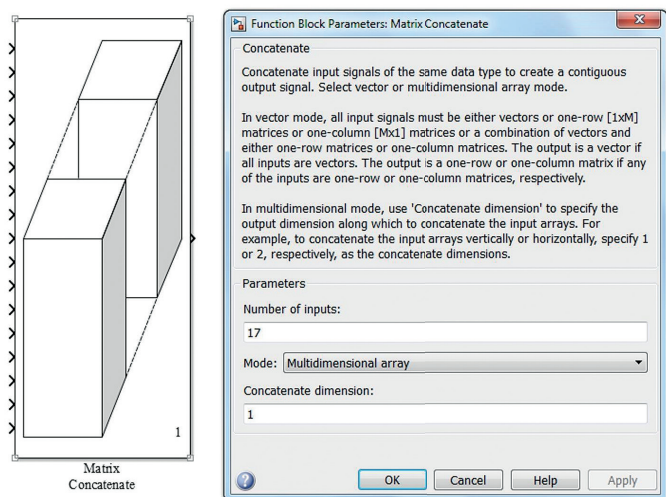 1
Matrix
Concatenate
Function Block Parameters: Matrix Concatenate
Concatenate
Concatenate input signals of the same data type to create a contiguous
output signal. Select vector or multidimensional array mode.
In vector mode, all input signals must be either vectors or one-row [1xM]
matrices or one-column [Mx1] matrices or a combination of vectors and
either one-row matrices or one-column matrices. The output is a vector if
all inputs are vectors. The output is a one-row or one-column matrix if any
of the inputs are one-row or one-column matrices, respectively.
In multidimensional mode, use 'Concatenate dimension' to specify the
output dimension along which to concatenate the input arrays. For
example, to concatenate the input arrays vertically or horizontally, specify 1
or 2, respectively, as the concatenate dimensions.
Parameters
Number of inputs:
17
Mode: Multidimensional array
Concatenate dimension:
1
? OK Cancel Help Apply